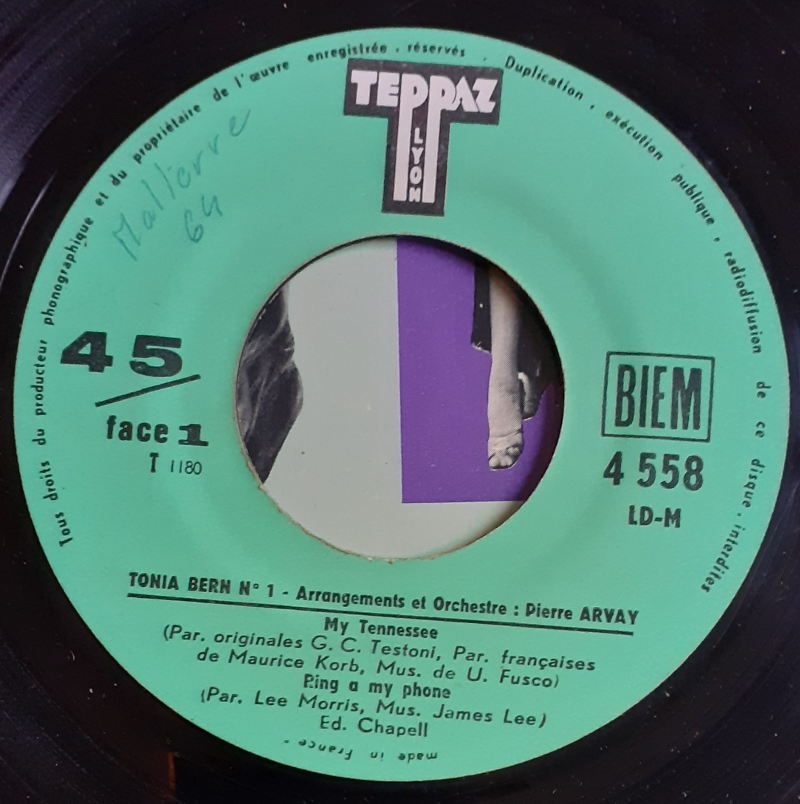 Tous droits du producteur phonographique et du propriétaire de l'œuvre enregistrée . réservés . Duplication . exécution publique . radiodiffusion de ce disque . interdites
TEPPAZ
LYON
Mallerre
64
45
face 1
T 1180
BIEM
4 558
LD-M
TONIA BERN N° 1 - Arrangements et Orchestre : Pierre ARVAY
My Tennessee
(Par. originales G. C. Testoni, Par. françaises
de Maurice Korb, Mus. de U. Fusco)
Ring a my phone
(Par. Lee Morris, Mus. James Lee)
Ed. Chapell
made in France -